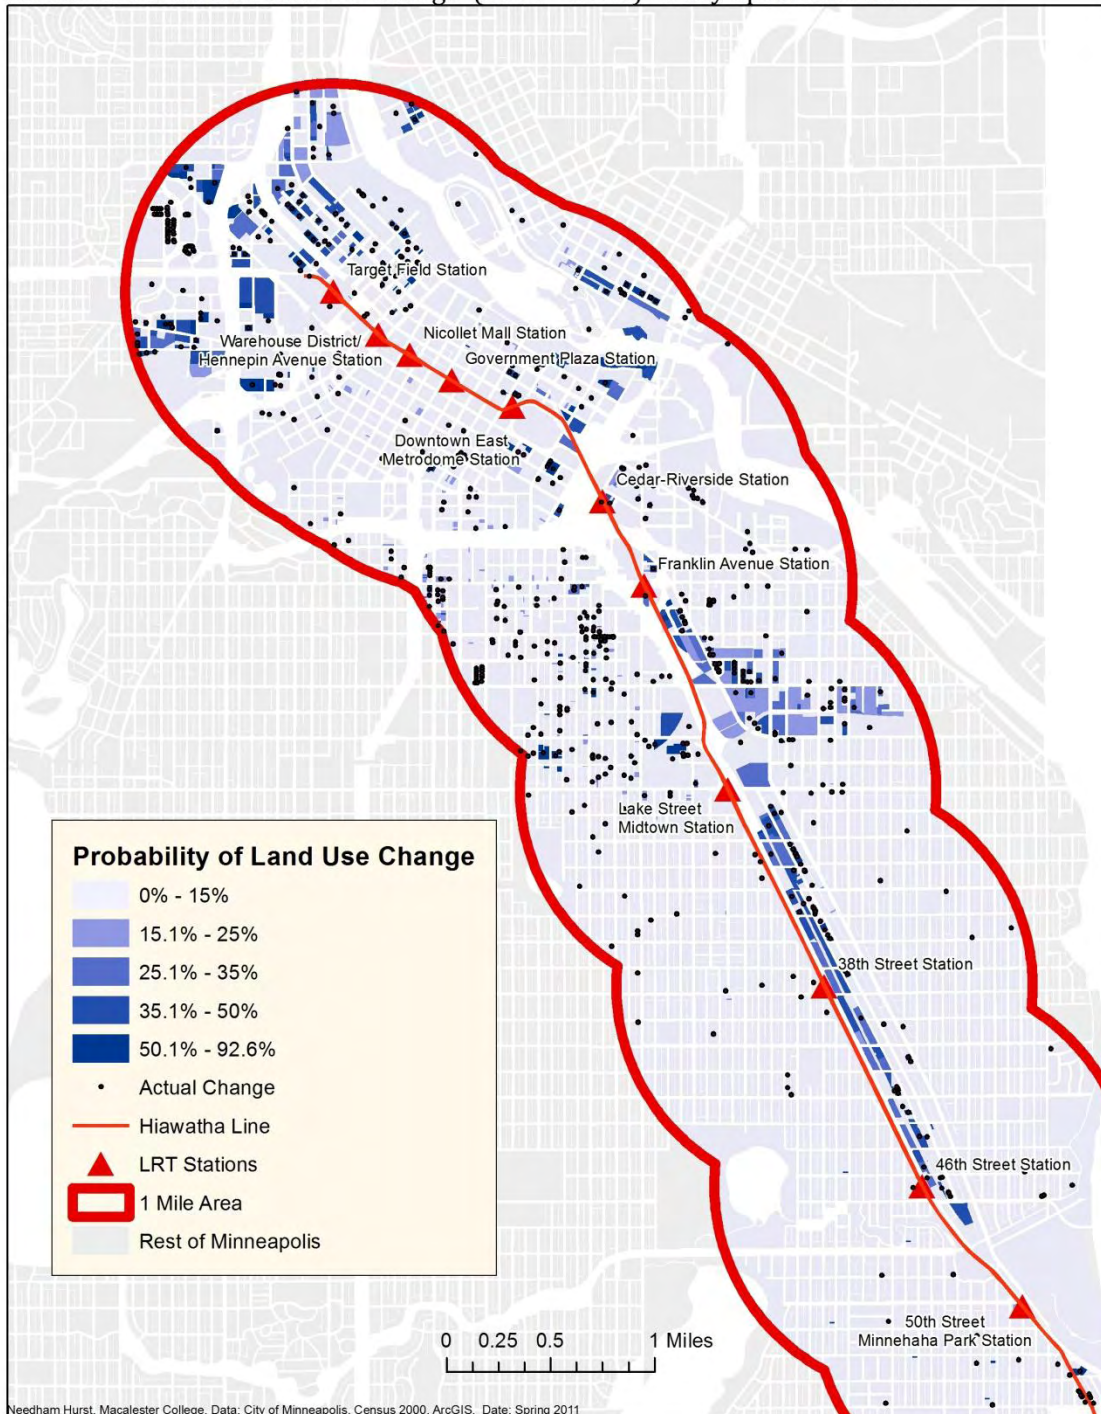 Target Field Station
Nicollet Mall Station
Warehouse District/
Hennepin Avenue Station
Government Plaza Station
Downtown East
Metrodome Station
Cedar-Riverside Station
Franklin Avenue Station
Lake Street
Midtown Station
38th Street Station
46th Street Station
50th Street
Minnehaha Park Station
Probability of Land Use Change
0% - 15%
15.1% - 25%
25.1% - 35%
35.1% - 50%
50.1% - 92.6%
Actual Change
Hiawatha Line
LRT Stations
1 Mile Area
Rest of Minneapolis
0 0.25 0.5 1 Miles
Needham Hurst, Macalester College, Data: City of Minneapolis, Census 2000, ArcGIS, Date: Spring 2011